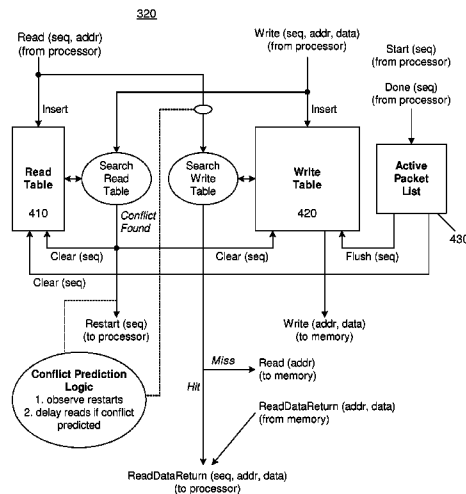 320
Read (seq, addr)
(from processor)
Write (seq, addr, data)
(from processor)
Start (seq)
(from processor)
Done (seq)
(from processor)
Insert
Insert
Read
Table
410
Search
Read
Table
Search
Write
Table
Write
Table
420
Active
Packet
List
430
Conflict
Found
Clear (seq)
Clear (seq)
Flush (seq)
Clear (seq)
Restart (seq)
(to processor)
Write (addr, data)
(to memory)
Conflict Prediction
Logic
1. observe restarts
2. delay reads if conflict
predicted
Miss
Hit
Read (addr)
(to memory)
ReadDataReturn (addr, data)
(from memory)
ReadDataReturn (seq, addr, data)
(to processor)